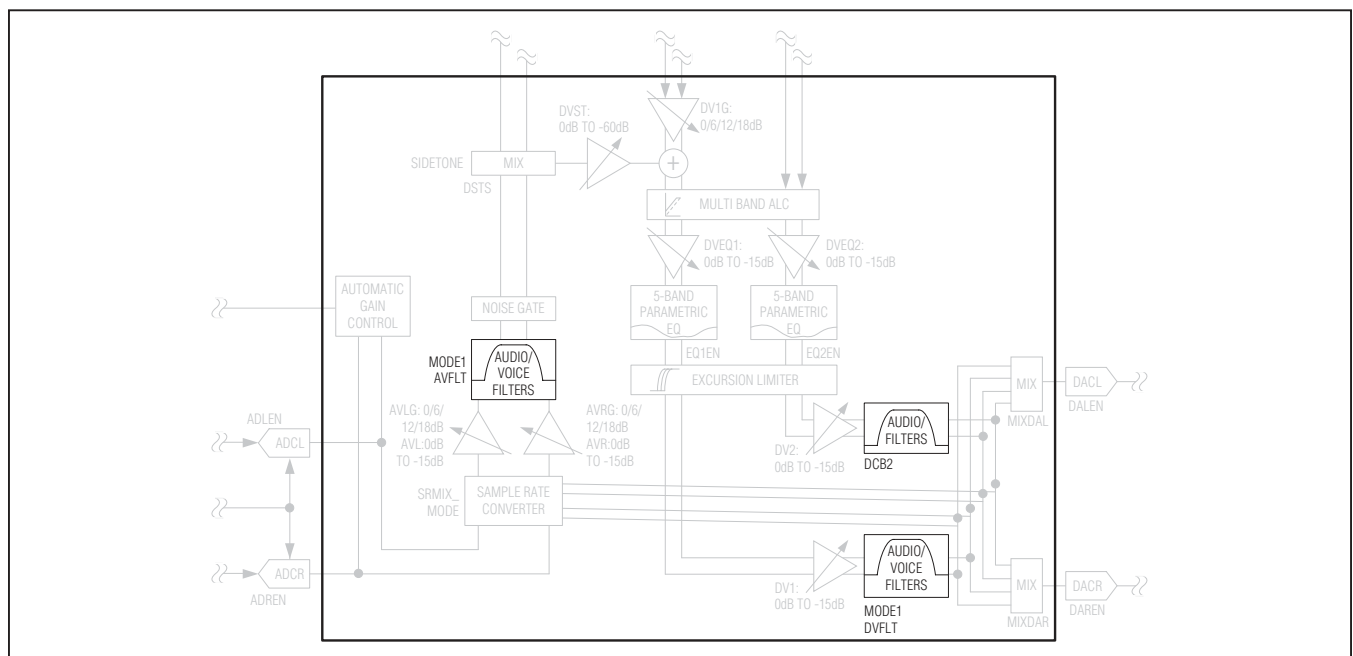 DVST:
0dB TO -60dB
DV1G:
0/6/12/18dB
SIDETONE
MIX
DSTS
+
MULTI BAND ALC
DVEQ1:
0dB TO -15dB
DVEQ2:
0dB TO -15dB
AUTOMATIC
GAIN
CONTROL
NOISE GATE
5-BAND
PARAMETRIC
EQ
5-BAND
PARAMETRIC
EQ
EQ1EN
EQ2EN
MODE1
AVFLT
AUDIO/
VOICE
FILTERS
EXCURSION LIMITER
MIX
MIXDAL
DACL
DALEN
AVLG: 0/6/
12/18dB
AVL:0dB
TO -15dB
AVRG: 0/6/
12/18dB
AVR:0dB
TO -15dB
ADLEN
ADCL
DV2:
0dB TO -15dB
AUDIO/
FILTERS
DCB2
SRMIX_
MODE
SAMPLE RATE
CONVERTER
ADCR
ADREN
DV1:
0dB TO -15dB
AUDIO/
VOICE
FILTERS
MODE1
DVFLT
MIX
MIXDAR
DACR
DAREN